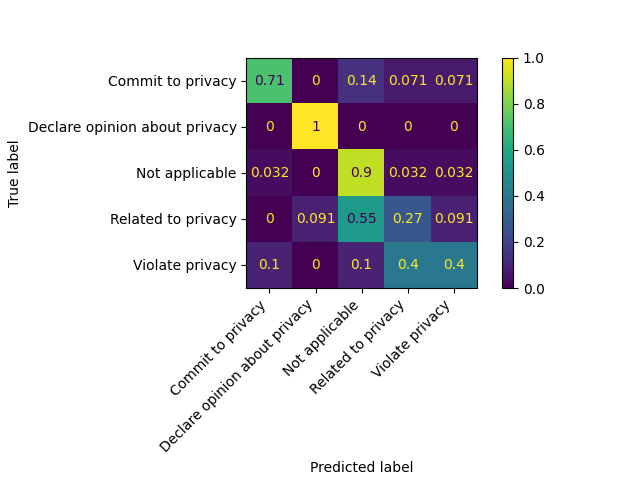 Commit to privacy 0.71 0 0.14 0.071 0.071
Declare opinion about privacy 0 1 0 0 0
Not applicable 0.032 0 0.9 0.032 0.032
Related to privacy 0 0.091 0.55 0.27 0.091
Violate privacy 0.1 0 0.1 0.4 0.4
True label
Commit to privacy
Declare opinion about privacy
Not applicable
Related to privacy
Violate privacy
Predicted label
1.0
0.8
0.6
0.4
0.2
0.0